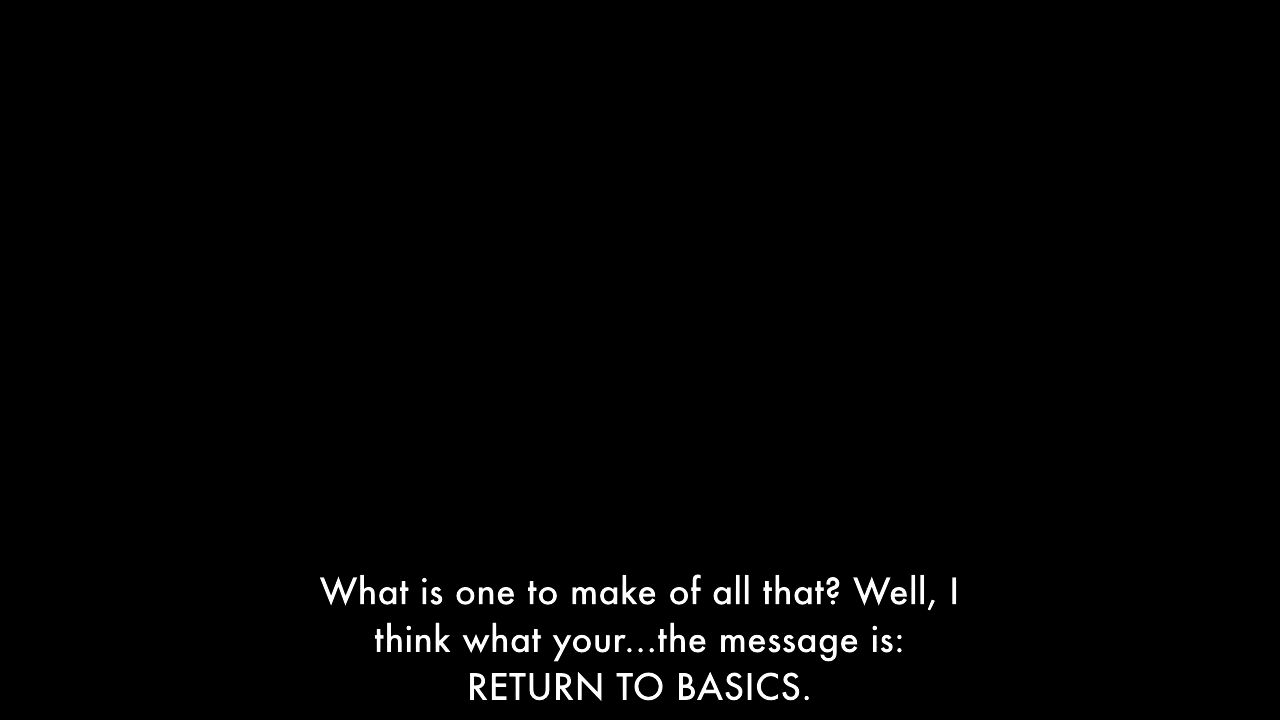 What is one to make of all that? Well, I
think what your...the message is:
RETURN TO BASICS.